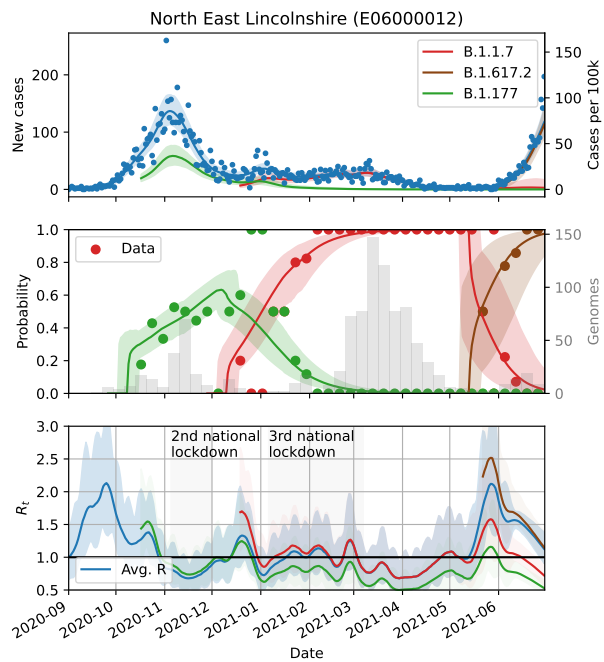 North East Lincolnshire (E06000012)
New cases
200
100
0
B.1.1.7
B.1.617.2
B.1.177
150
100
50
0
Cases per 100k
Probability
1.0
0.8
0.6
0.4
0.2
0.0
Data
150
100
50
0
Genomes
R_t
3.0
2.5
2.0
1.5
1.0
0.5
2nd national
lockdown
3rd national
lockdown
Avg. R
2020-09
2020-10
2020-11
2020-12
2021-01
2021-02
2021-03
2021-04
2021-05
2021-06
Date